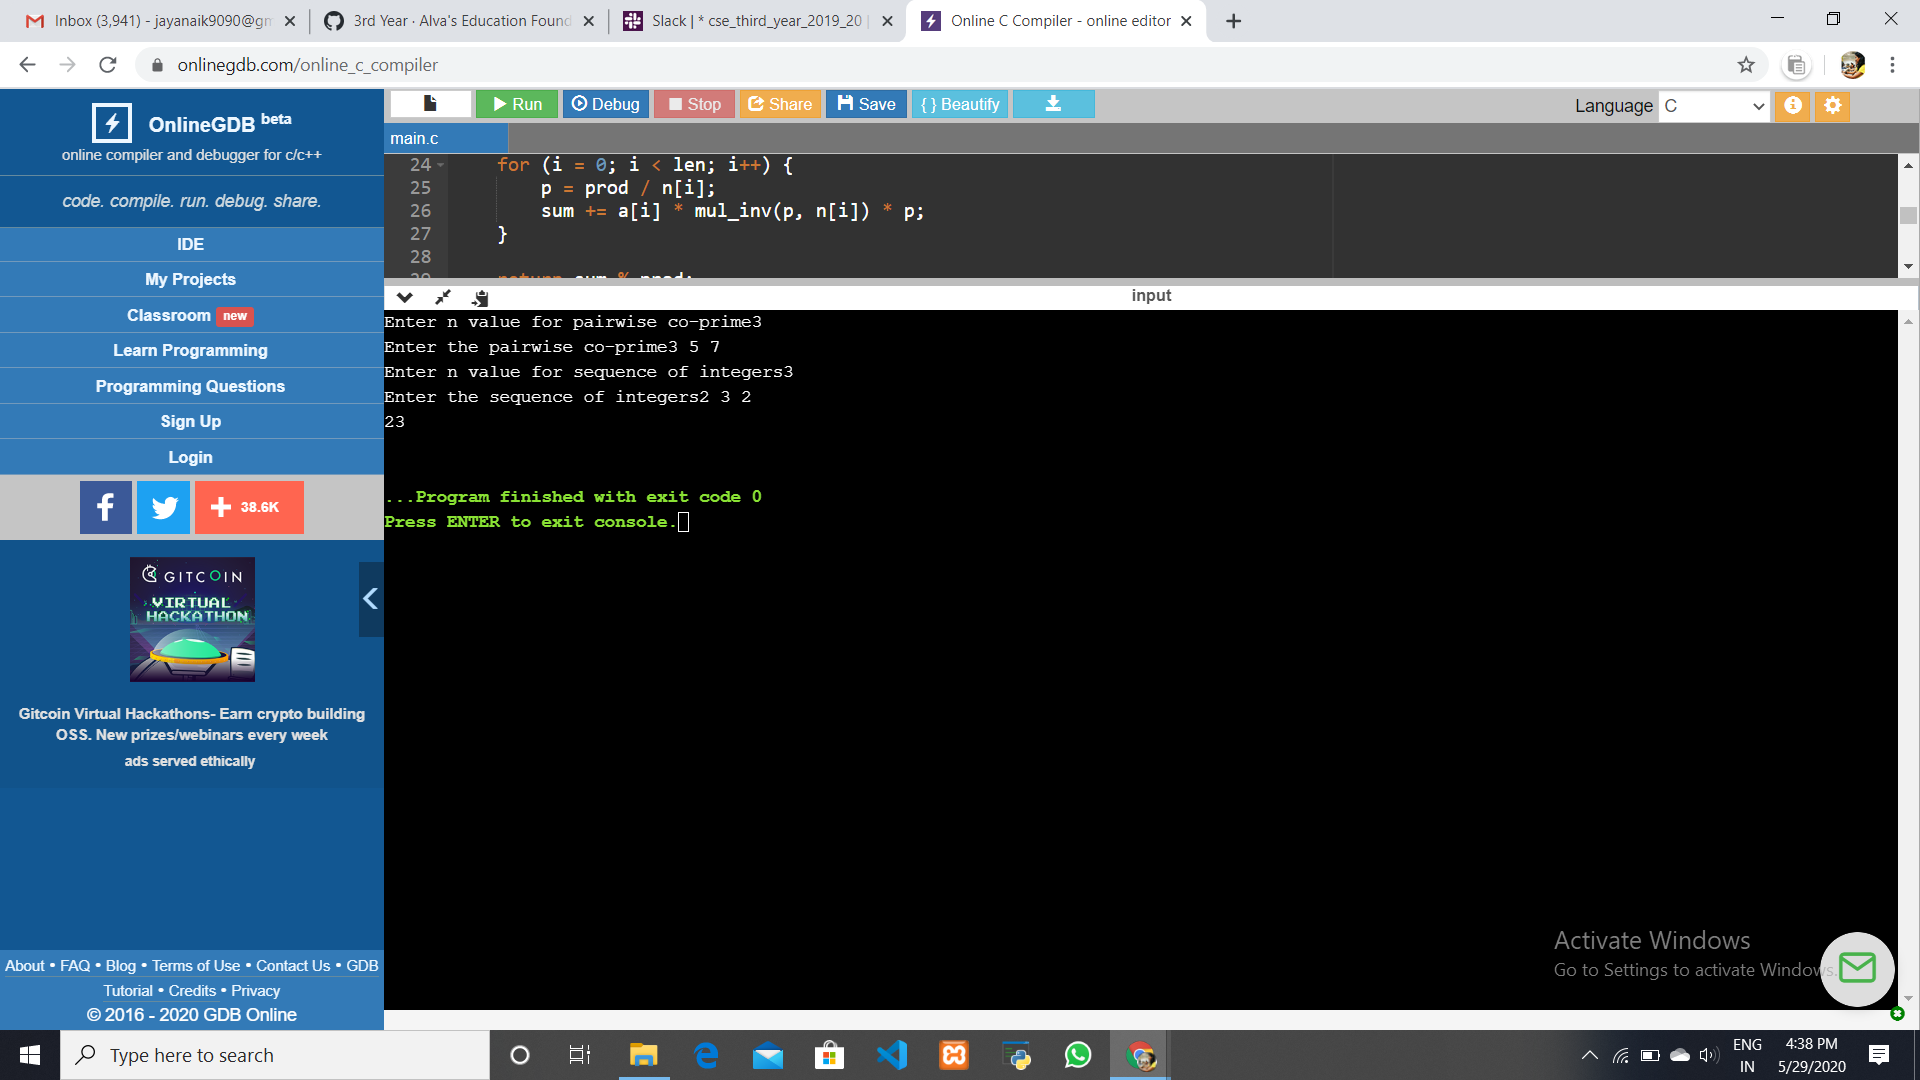 Inbox (3,941) - jayanaik9090@gm
3rd Year · Alva's Education Found
Slack | * cse_third_year_2019_20 |
Online C Compiler - online editor
onlinegdb.com/online_c_compiler
OnlineGDB beta
online compiler and debugger for c/c++
code. compile. run. debug. share.
IDE
My Projects
Classroom new
Learn Programming
Programming Questions
Sign Up
Login
38.6K
GITCOIN
VIRTUAL
HACKATHON
Gitcoin Virtual Hackathons- Earn crypto building
OSS. New prizes/webinars every week
ads served ethically
About • FAQ • Blog • Terms of Use • Contact Us • GDB
Tutorial • Credits • Privacy
© 2016 - 2020 GDB Online
Run Debug Stop Share Save { } Beautify
Language C
main.c
24 for (i = 0; i < len; i++) {
25 p = prod / n[i];
26 sum += a[i] * mul_inv(p, n[i]) * p;
27 }
28
29 return sum % prod;
input
Enter n value for pairwise co-prime3
Enter the pairwise co-prime3 5 7
Enter n value for sequence of integers3
Enter the sequence of integers2 3 2
23
...Program finished with exit code 0
Press ENTER to exit console.
Activate Windows
Go to Settings to activate Windows.
Type here to search
ENG
IN
4:38 PM
5/29/2020